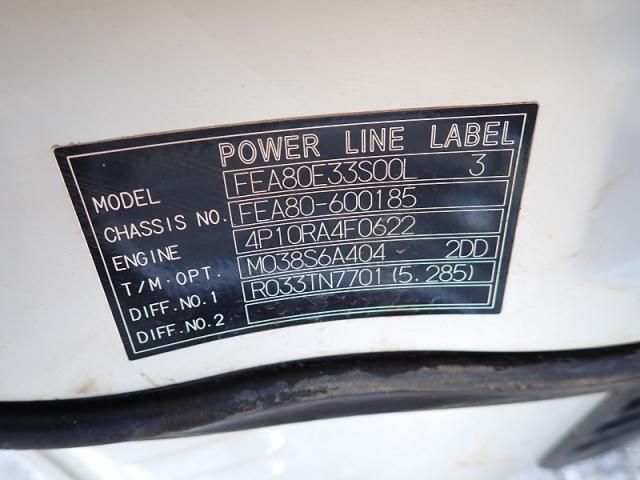 POWER LINE LABEL
MODEL FEA80E33S00L 3
CHASSIS NO. FEA80-600185
ENGINE 4P10RA4F0622
T/M. OPT. M038S6A404 2DD
DIFF.NO.1 R033TN7701(5.285)
DIFF.NO.2